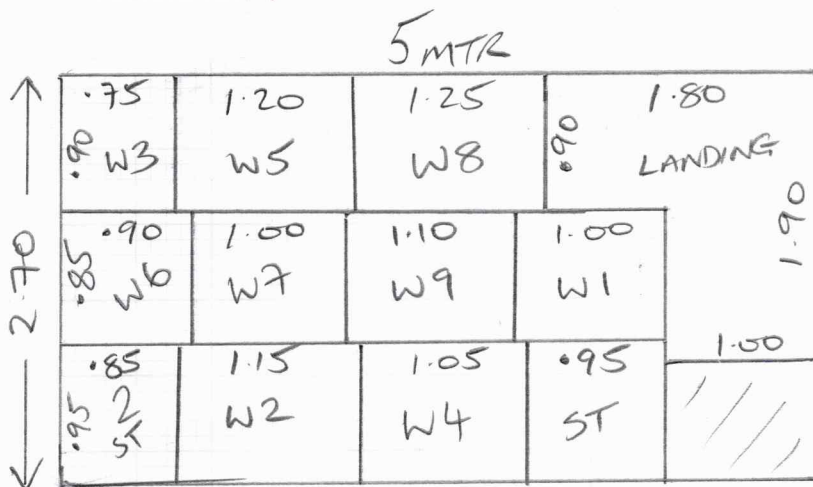 5 MTR
2.70
.75
.90 W3
1.20
W5
1.25
W8
1.80
.90
LANDING
1.90
1.00
.90
.85 W6
1.00
W7
1.10
W9
1.00
W1
.85
.95 2
ST
1.15
W2
1.05
W4
.95
ST